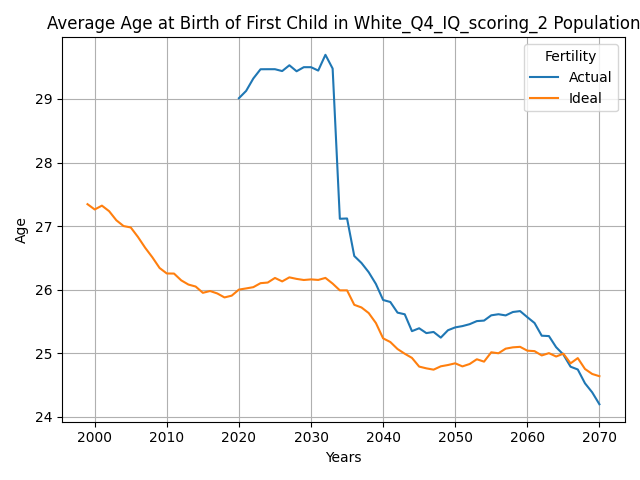 Average Age at Birth of First Child in White_Q4_IQ_scoring_2 Population
Fertility
Actual
Ideal
29
28
27
26
25
24
Age
2000 2010 2020 2030 2040 2050 2060 2070
Years